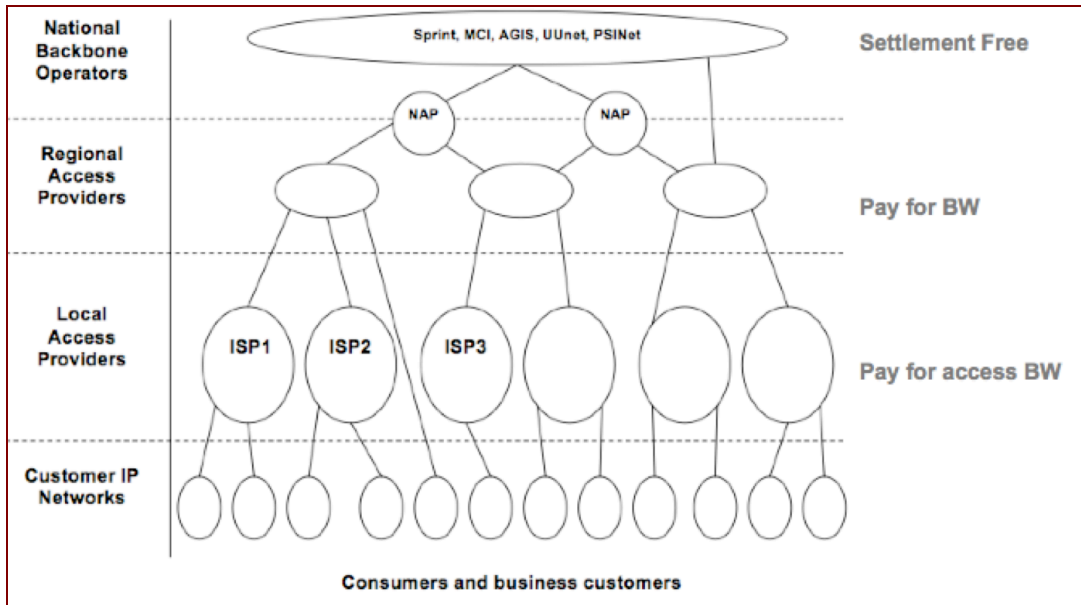 National
Backbone
Operators
Sprint, MCI, AGIS, UUnet, PSINet
Settlement Free
NAP
NAP
Regional
Access
Providers
Pay for BW
Local
Access
Providers
ISP1
ISP2
ISP3
Pay for access BW
Customer IP
Networks
Consumers and business customers